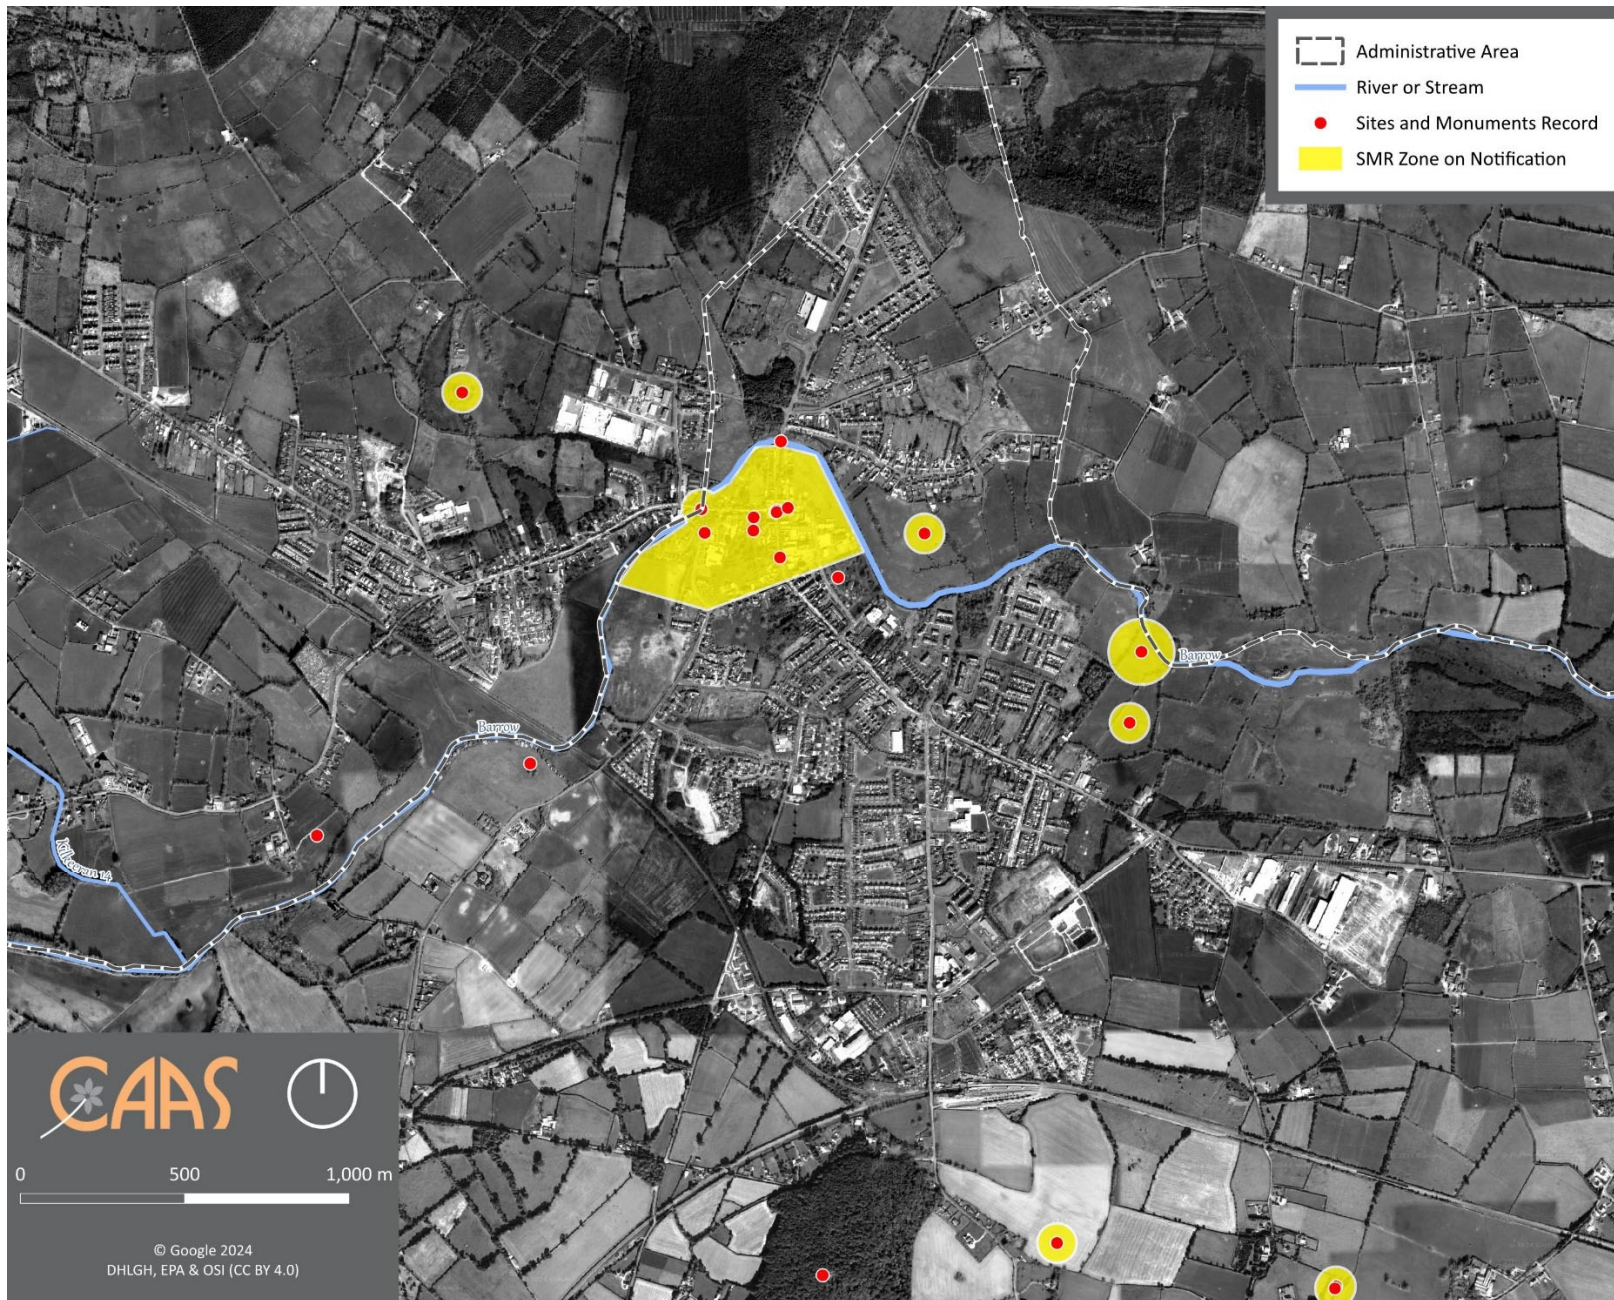 Administrative Area
River or Stream
Sites and Monuments Record
SMR Zone on Notification
Barrow
Barrow
Kilkeeran 14
CAAS
0 500 1,000 m
© Google 2024
DHLGH, EPA & OSI (CC BY 4.0)